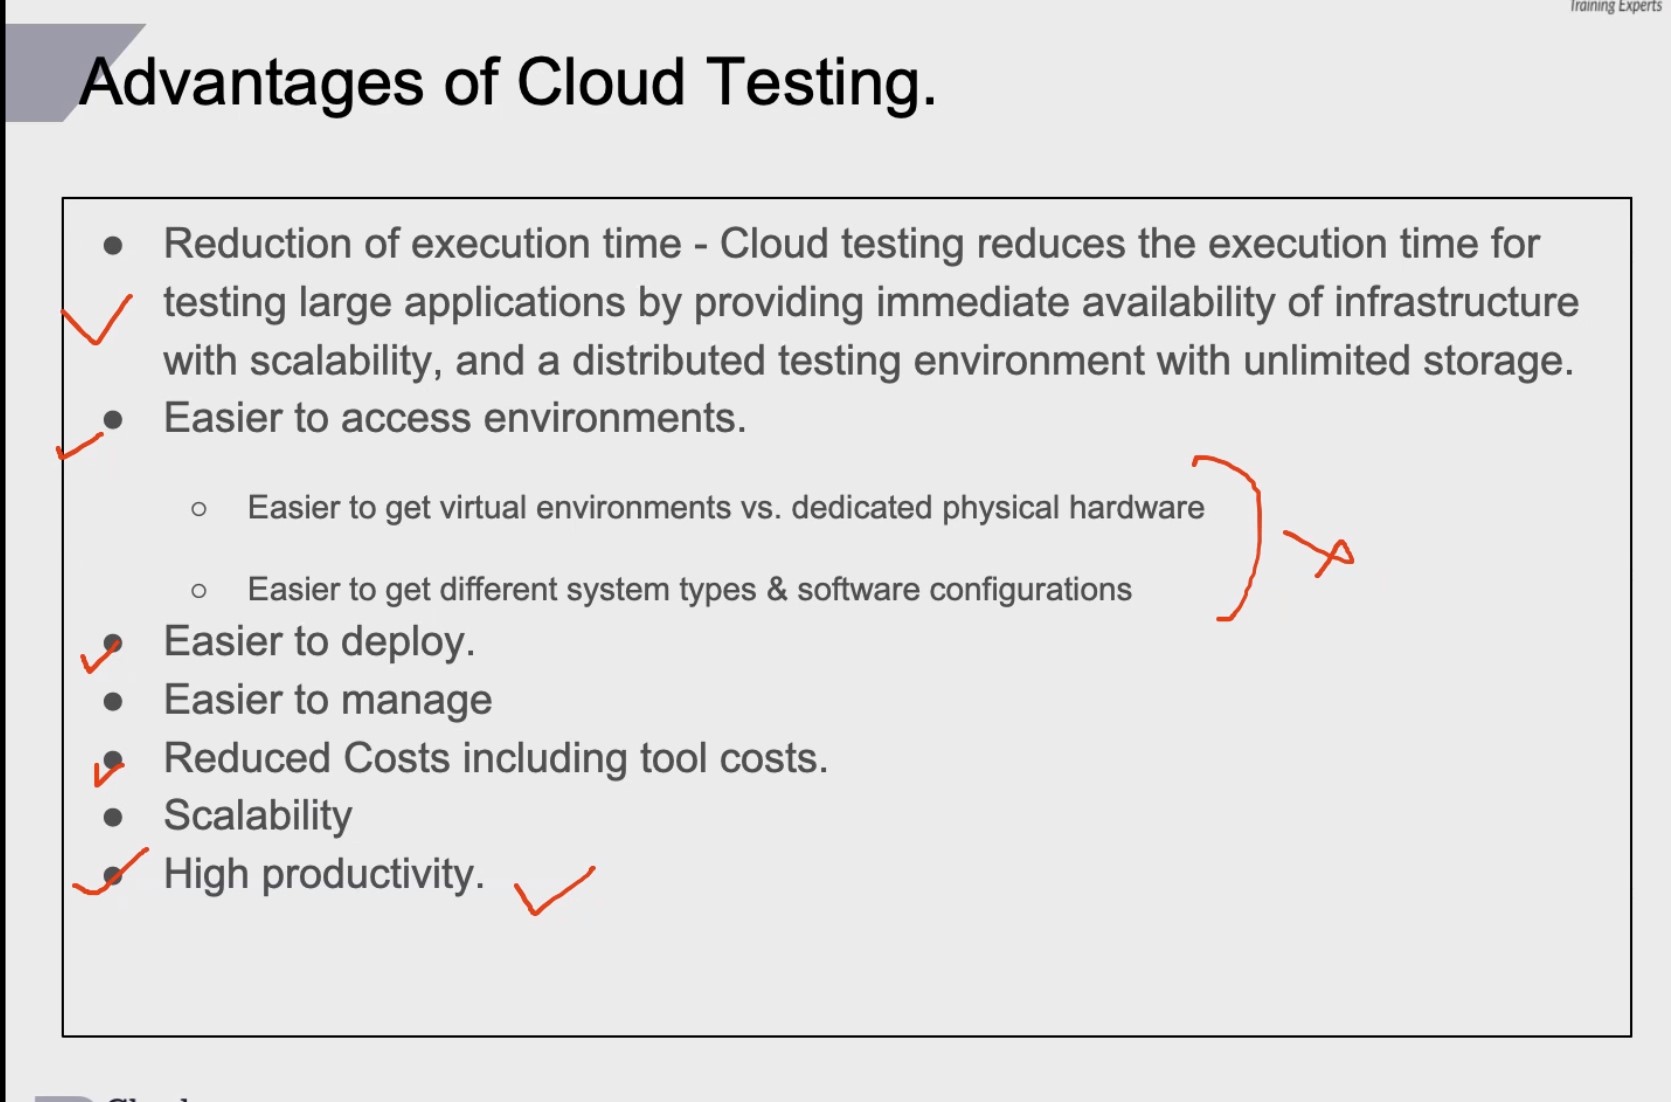 Training Experts
Advantages of Cloud Testing.
● Reduction of execution time - Cloud testing reduces the execution time for
testing large applications by providing immediate availability of infrastructure
with scalability, and a distributed testing environment with unlimited storage.
● Easier to access environments.
○ Easier to get virtual environments vs. dedicated physical hardware
○ Easier to get different system types & software configurations
● Easier to deploy.
● Easier to manage
● Reduced Costs including tool costs.
● Scalability
● High productivity.